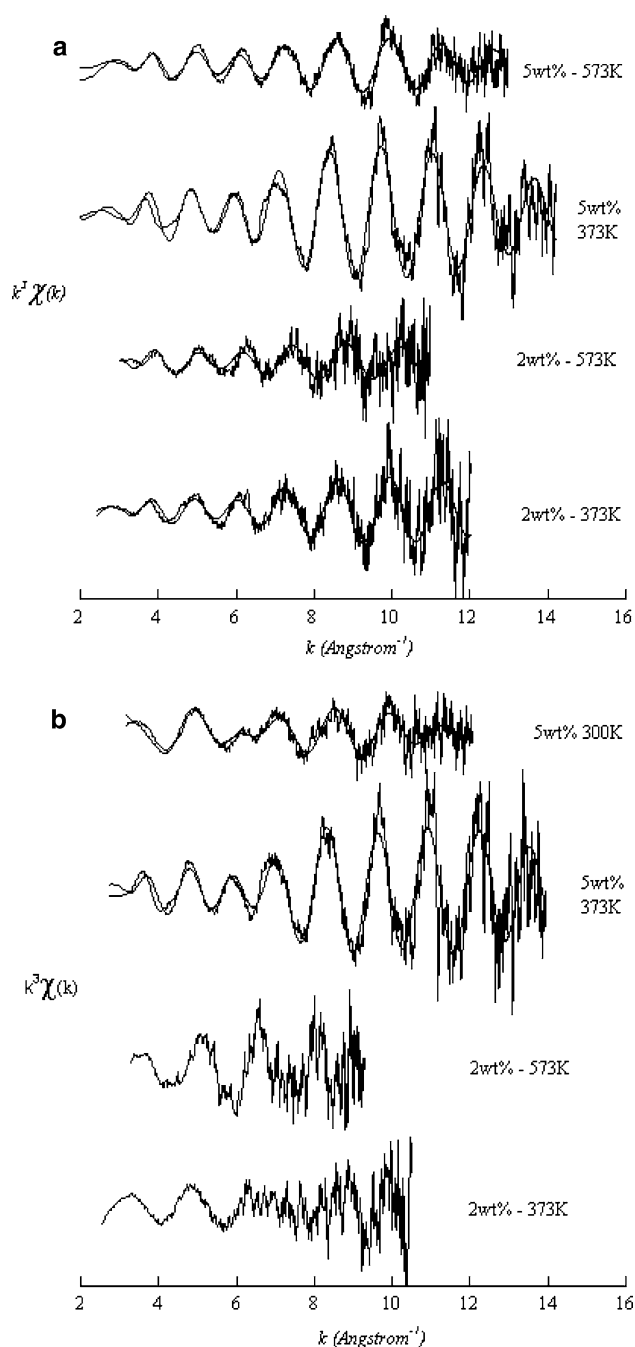 a
5wt% - 573K
5wt%
373K
k³ χ(k)
2wt% - 573K
2wt% - 373K
2 4 6 8 10 12 14 16
k (Angstrom⁻¹)
b
5wt% 300K
5wt%
373K
k³χ(k)
2wt% - 573K
2wt% - 373K
2 4 6 8 10 12 14 16
k (Angstrom⁻¹)